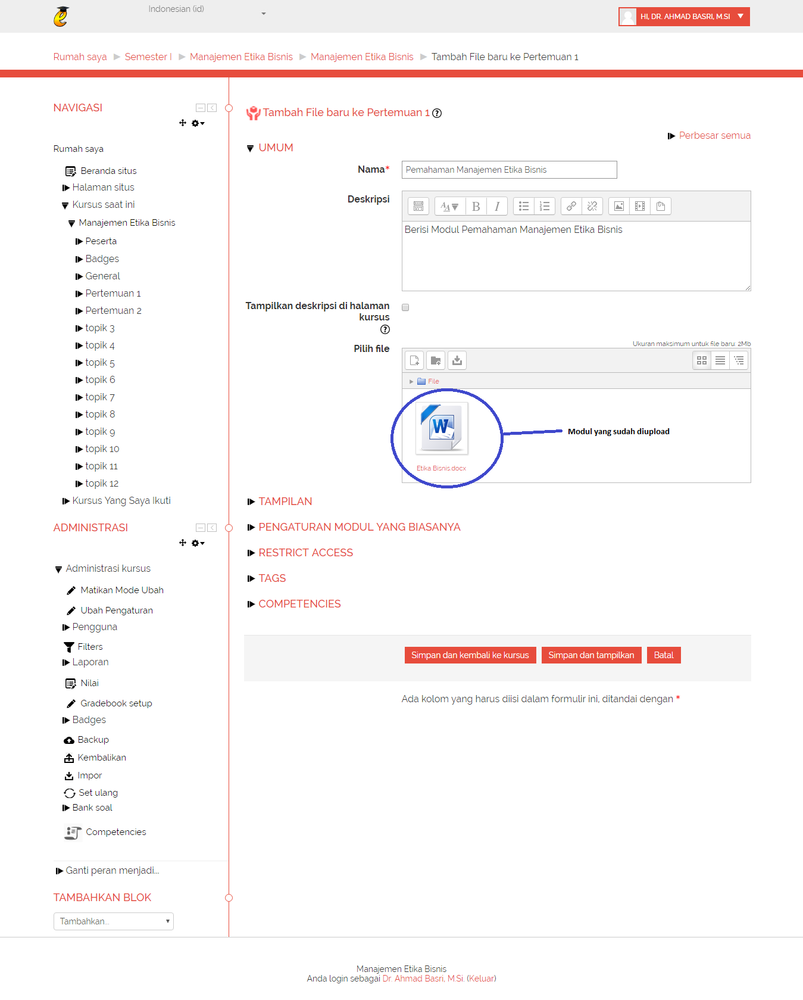 Indonesian (id)
HI, DR. AHMAD BASRI, M.SI
Rumah saya Semester I Manajemen Etika Bisnis Manajemen Etika Bisnis Tambah File baru ke Pertemuan 1
NAVIGASI
Rumah saya
Beranda situs
Halaman situs
Kursus saat ini
Manajemen Etika Bisnis
Peserta
Badges
General
Pertemuan 1
Pertemuan 2
topik 3
topik 4
topik 5
topik 6
topik 7
topik 8
topik 9
topik 10
topik 11
topik 12
Kursus Yang Saya Ikuti
ADMINISTRASI
Administrasi kursus
Matikan Mode Ubah
Ubah Pengaturan
Pengguna
Filters
Laporan
Nilai
Gradebook setup
Badges
Backup
Kembalikan
Impor
Set ulang
Bank soal
Competencies
Ganti peran menjadi...
TAMBAHKAN BLOK
Tambahkan...
Tambah File baru ke Pertemuan 1
Perbesar semua
UMUM
Nama*
Pemahaman Manajemen Etika Bisnis
Deskripsi
Berisi Modul Pemahaman Manajemen Etika Bisnis
Tampilkan deskripsi di halaman
kursus
Pilih file
Ukuran maksimum untuk file baru: 2Mb
File
Etika Bisnis.docx
Modul yang sudah diupload
TAMPILAN
PENGATURAN MODUL YANG BIASANYA
RESTRICT ACCESS
TAGS
COMPETENCIES
Simpan dan kembali ke kursus Simpan dan tampilkan Batal
Ada kolom yang harus diisi dalam formulir ini, ditandai dengan *
Manajemen Etika Bisnis
Anda login sebagai Dr. Ahmad Basri, M.Si. (Keluar)